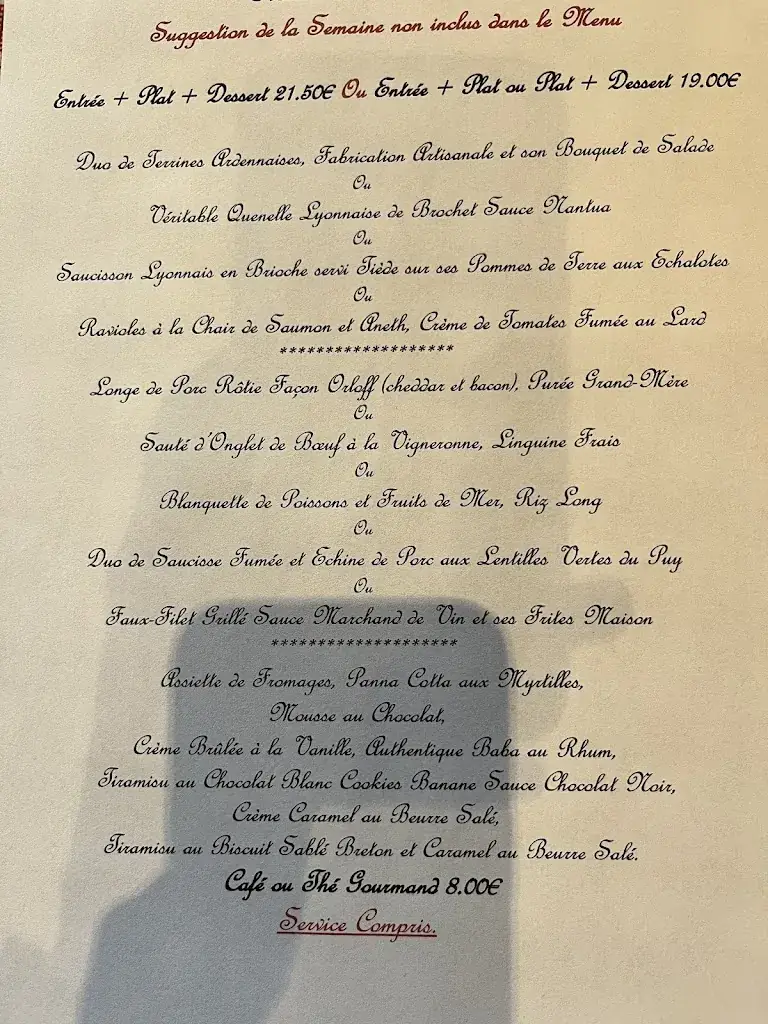 Suggestion de la Semaine non inclus dans le Menu
Entrée + Plat + Dessert 21.50€ Ou Entrée + Plat ou Plat + Dessert 19.00€
Duo de Terrines Ardennaises, Fabrication Artisanale et son Bouquet de Salade
Ou
Véritable Quenelle Lyonnaise de Brochet Sauce Nantua
Ou
Saucisson Lyonnais en Brioche servi Tiède sur ses Pommes de Terre aux Echalotes
Ou
Ravioles à la Chair de Saumon et Aneth, Crème de Tomates Fumée au Lard
*******************
Longe de Porc Rôtie Façon Orloff (cheddar et bacon), Purée Grand-Mère
Ou
Sauté d'Onglet de Bœuf à la Vigneronne, Linguine Frais
Ou
Blanquette de Poissons et Fruits de Mer, Riz Long
Ou
Duo de Saucisse Fumée et Echine de Porc aux Lentilles Vertes du Puy
Ou
Faux-Filet Grillé Sauce Marchand de Vin et ses Frites Maison
********************
Assiette de Fromages, Panna Cotta aux Myrtilles,
Mousse au Chocolat,
Crème Brûlée à la Vanille, Authentique Baba au Rhum,
Tiramisu au Chocolat Blanc Cookies Banane Sauce Chocolat Noir,
Crème Caramel au Beurre Salé,
Tiramisu au Biscuit Sablé Breton et Caramel au Beurre Salé.
Café ou Thé Gourmand 8.00€
Service Compris.